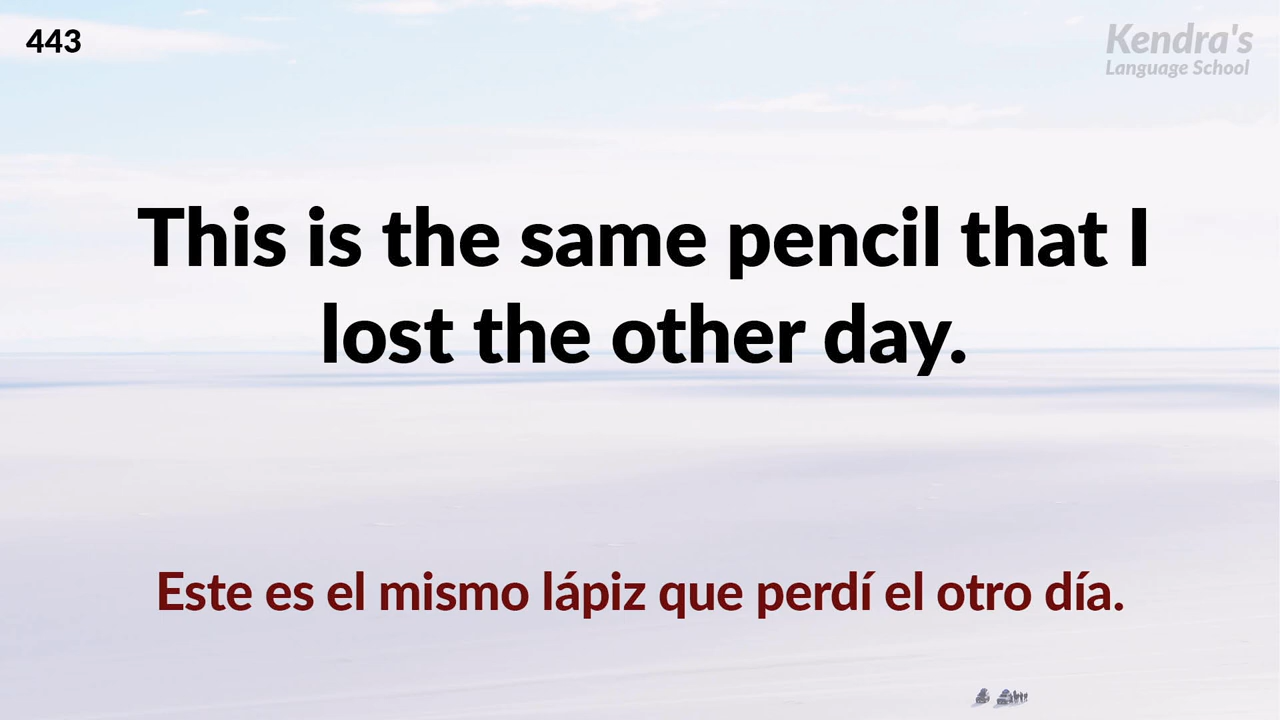 443
Kendra's
Language School
This is the same pencil that I
lost the other day.
Este es el mismo lápiz que perdí el otro día.